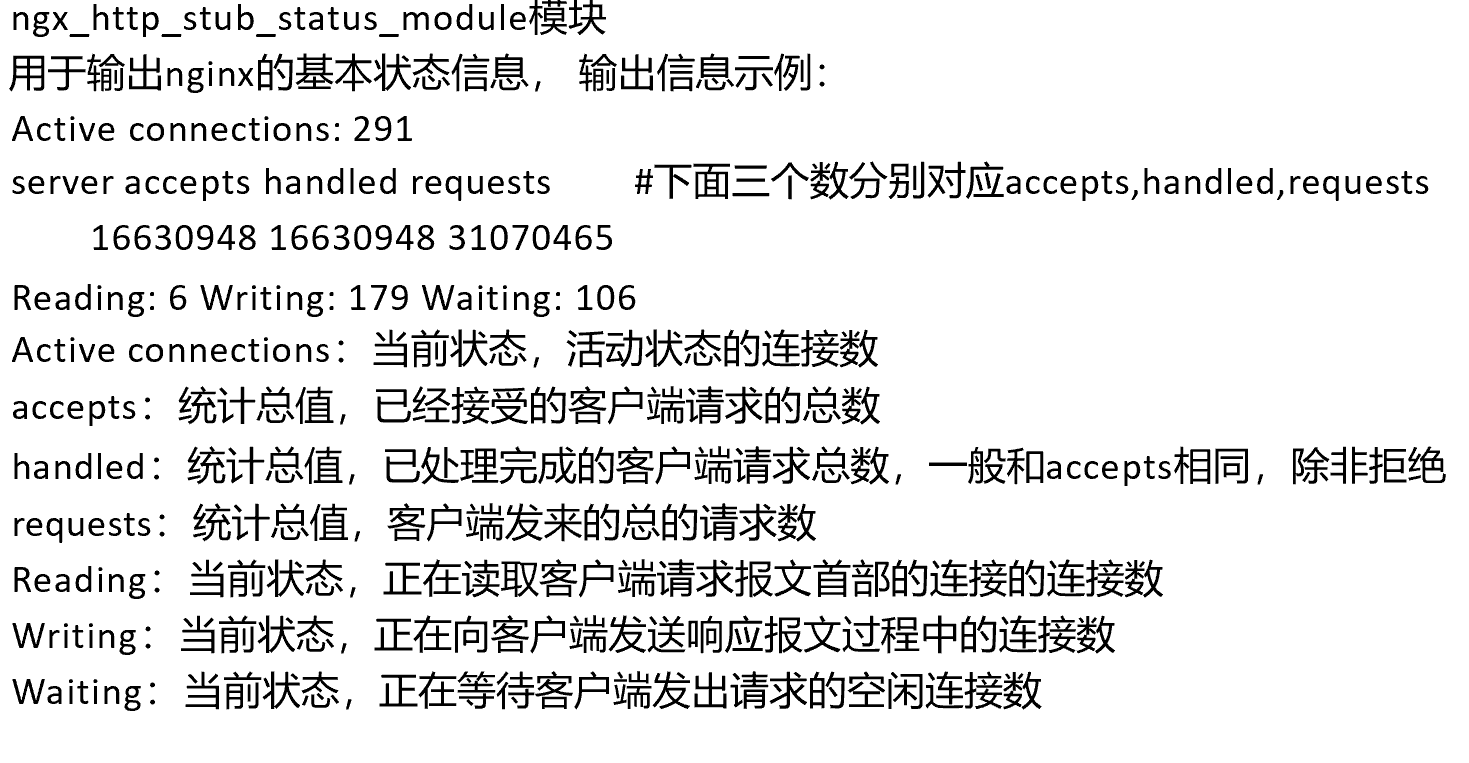 ngx_http_stub_status_module模块
用于输出nginx的基本状态信息， 输出信息示例：
Active connections: 291
server accepts handled requests #下面三个数分别对应accepts,handled,requests
16630948 16630948 31070465
Reading: 6 Writing: 179 Waiting: 106
Active connections：当前状态，活动状态的连接数
accepts：统计总值，已经接受的客户端请求的总数
handled：统计总值，已处理完成的客户端请求总数，一般和accepts相同，除非拒绝
requests：统计总值，客户端发来的总的请求数
Reading：当前状态，正在读取客户端请求报文首部的连接的连接数
Writing：当前状态，正在向客户端发送响应报文过程中的连接数
Waiting：当前状态，正在等待客户端发出请求的空闲连接数